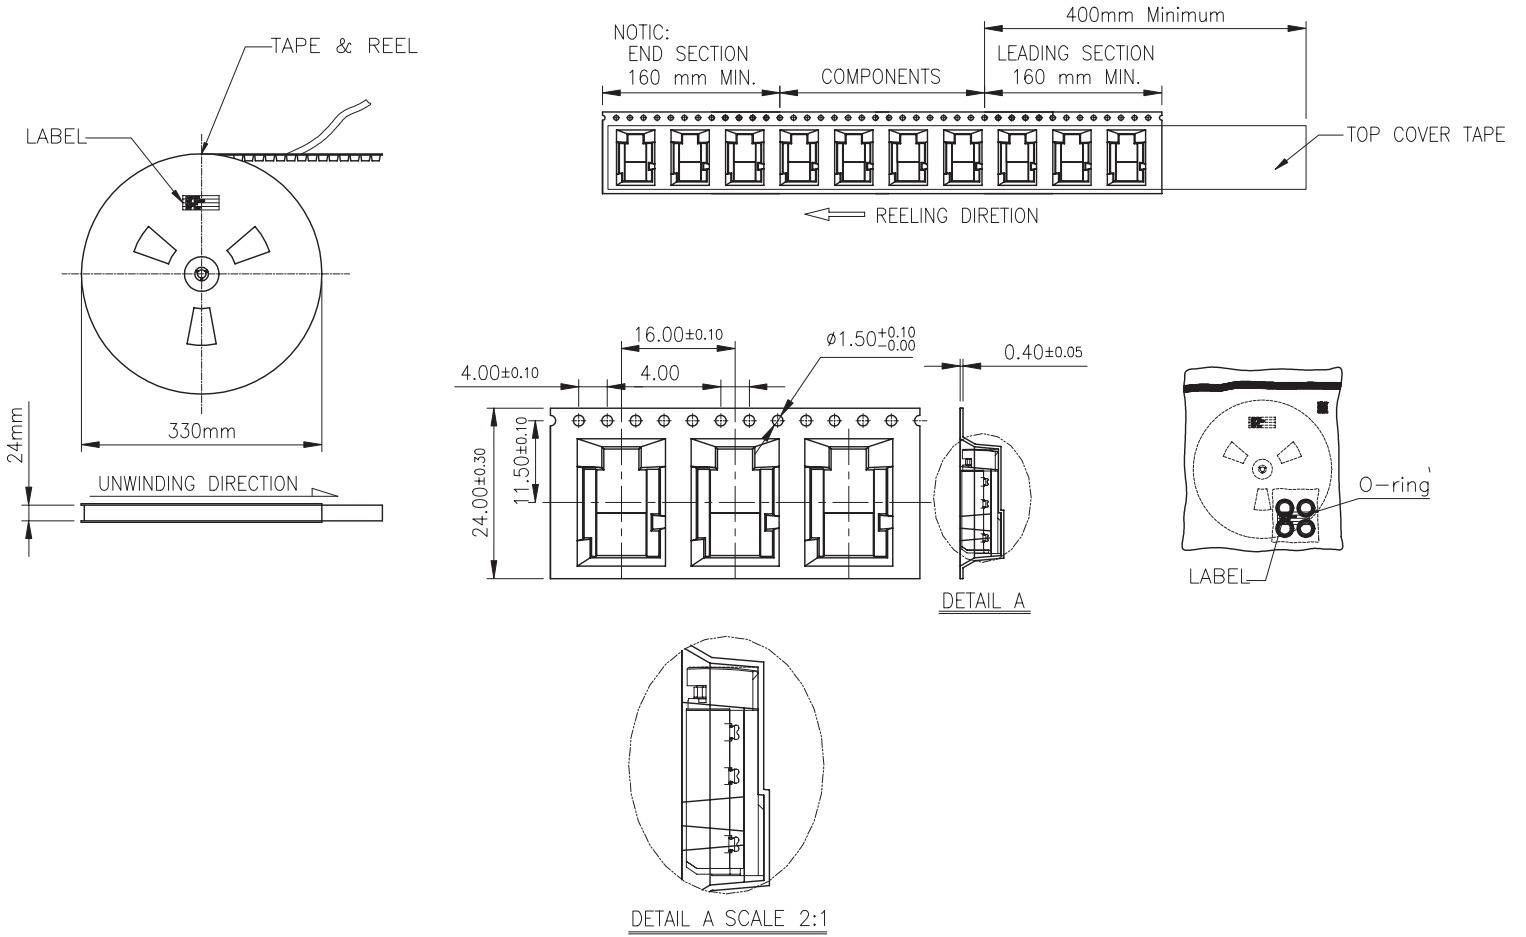 TAPE & REEL
LABEL
330mm
24mm
UNWINDING DIRECTION
400mm Minimum
NOTIC:
END SECTION
160 mm MIN.
COMPONENTS
LEADING SECTION
160 mm MIN.
TOP COVER TAPE
REELING DIRETION
16.00±0.10
ø1.50+0.10
-0.00
4.00±0.10
4.00
0.40±0.05
24.00±0.30
11.50±0.10
DETAIL A
O-ring
LABEL
DETAIL A SCALE 2:1